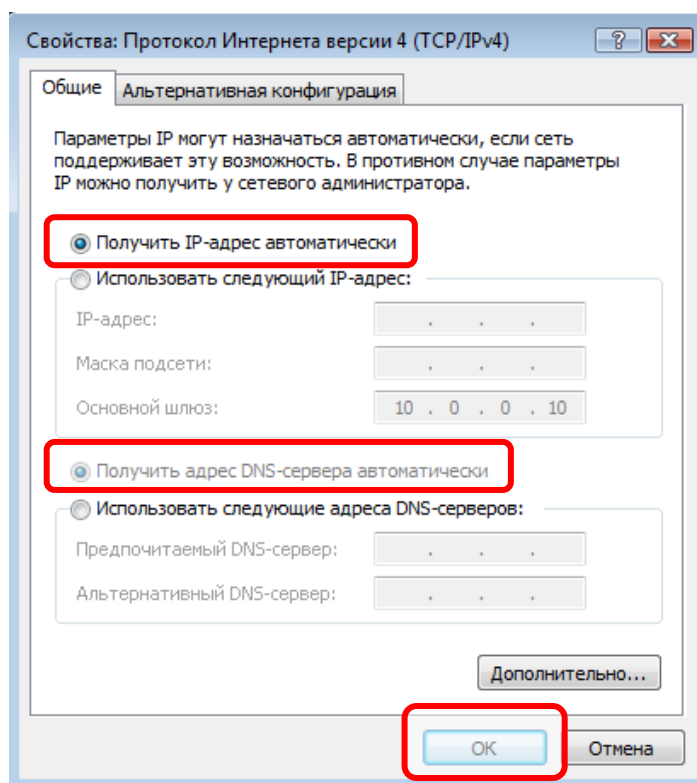 Свойства: Протокол Интернета версии 4 (TCP/IPv4)
Общие
Альтернативная конфигурация
Параметры IP могут назначаться автоматически, если сеть
поддерживает эту возможность. В противном случае параметры
IP можно получить у сетевого администратора.
Получить IP-адрес автоматически
Использовать следующий IP-адрес:
IP-адрес: . . .
Маска подсети: . . .
Основной шлюз: 10 . 0 . 0 . 10
Получить адрес DNS-сервера автоматически
Использовать следующие адреса DNS-серверов:
Предпочитаемый DNS-сервер: . . .
Альтернативный DNS-сервер: . . .
Дополнительно...
ОК Отмена